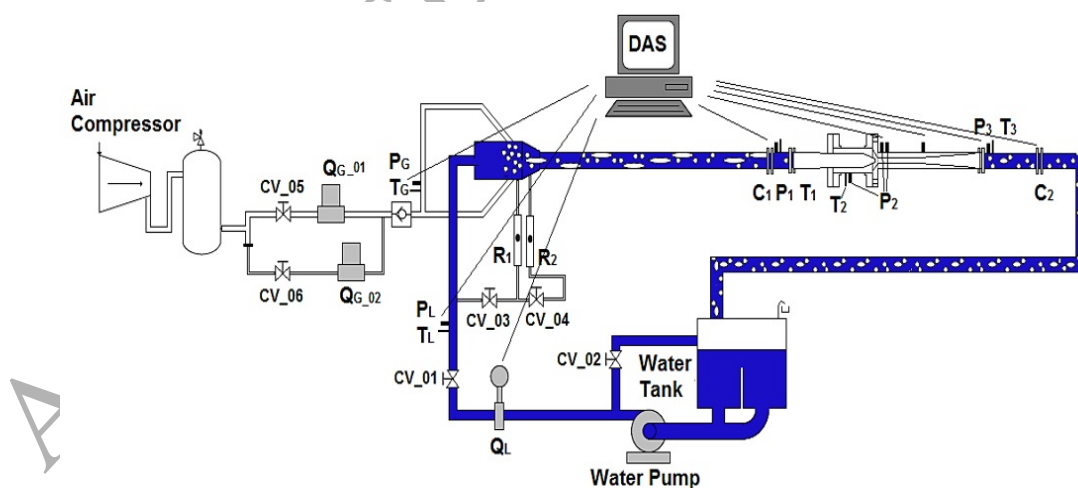 DAS
Air
Compressor
QG_01
CV_05
CV_06
QG_02
PG
TG
R1
R2
CV_03
CV_04
PL
TL
CV_01
QL
CV_02
Water
Tank
Water Pump
C1 P1 T1
T2
P2
P3 T3
C2
A